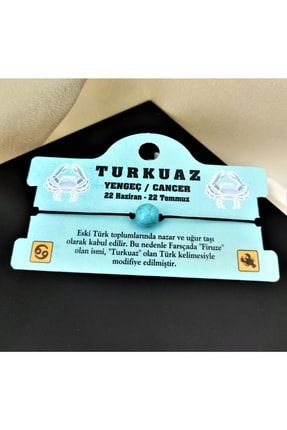 TURKUAZ
YENGEÇ / CANCER
22 Haziran - 22 Temmuz
Eski Türk toplumlarında nazar ve uğur taşı
olarak kabul edilir. Bu nedenle Farsçada "Firuze"
olan ismi, "Turkuaz" olan Türk kelimesiyle
modifiye edilmiştir.